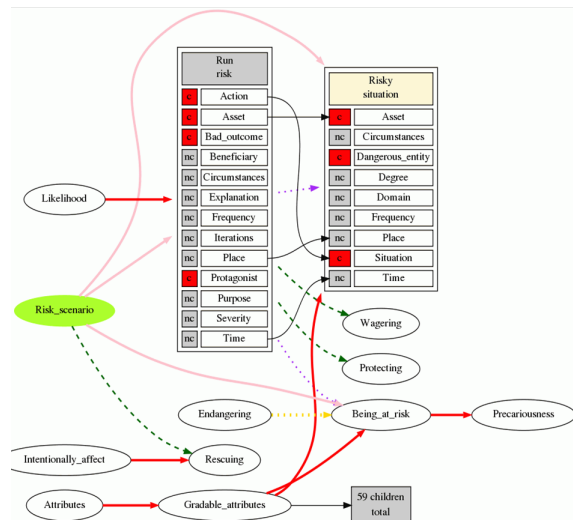 Run
risk
c Action
c Asset
c Bad_outcome
nc Beneficiary
nc Circumstances
nc Explanation
nc Frequency
nc Iterations
nc Place
c Protagonist
nc Purpose
nc Severity
nc Time
Risky
situation
c Asset
nc Circumstances
c Dangerous_entity
nc Degree
nc Domain
nc Frequency
nc Place
c Situation
nc Time
Likelihood
Risk_scenario
Wagering
Protecting
Endangering
Being_at_risk
Precariousness
Intentionally_affect
Rescuing
Attributes
Gradable_attributes
59 children
total